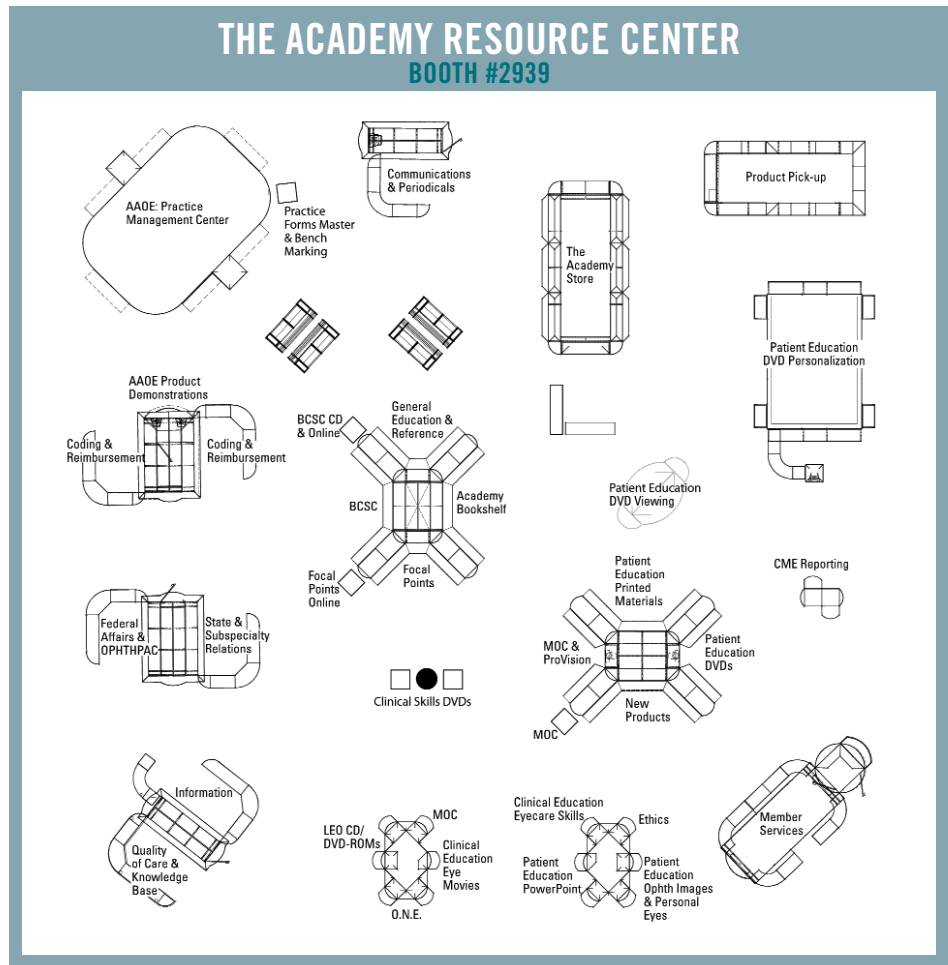 THE ACADEMY RESOURCE CENTER
BOOTH #2939
Communications
& Periodicals
Product Pick-up
AAOE: Practice
Management Center
Practice
Forms Master
& Bench
Marking
The
Academy
Store
Patient Education
DVD Personalization
AAOE Product
Demonstrations
Coding &
Reimbursement
Coding &
Reimbursement
BCSC CD
& Online
General
Education &
Reference
BCSC
Academy
Bookshelf
Focal
Points
Focal
Points
Online
Patient Education
DVD Viewing
CME Reporting
Patient
Education
Printed
Materials
MOC &
ProVision
Patient
Education
DVDs
New
Products
MOC
Federal
Affairs &
OPHTHPAC
State &
Subspecialty
Relations
Clinical Skills DVDs
Information
Quality
of Care &
Knowledge
Base
LEO CD/
DVD-ROMs
MOC
Clinical
Education
Eye
Movies
O.N.E.
Clinical Education
Eyecare Skills
Ethics
Patient
Education
PowerPoint
Patient
Education
Ophth Images
& Personal
Eyes
Member
Services